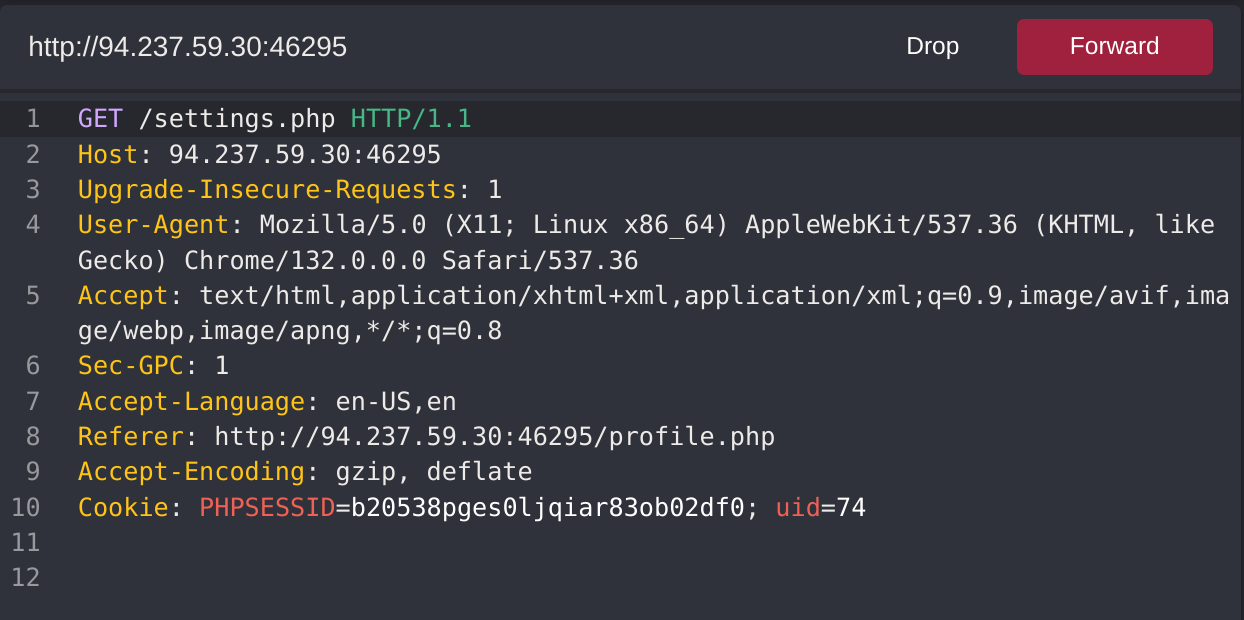 http://94.237.59.30:46295
Drop
Forward
1 GET /settings.php HTTP/1.1
2 Host: 94.237.59.30:46295
3 Upgrade-Insecure-Requests: 1
4 User-Agent: Mozilla/5.0 (X11; Linux x86_64) AppleWebKit/537.36 (KHTML, like
Gecko) Chrome/132.0.0.0 Safari/537.36
5 Accept: text/html,application/xhtml+xml,application/xml;q=0.9,image/avif,ima
ge/webp,image/apng,*/*;q=0.8
6 Sec-GPC: 1
7 Accept-Language: en-US,en
8 Referer: http://94.237.59.30:46295/profile.php
9 Accept-Encoding: gzip, deflate
10 Cookie: PHPSESSID=b20538pges0ljqiar83ob02df0; uid=74
11
12